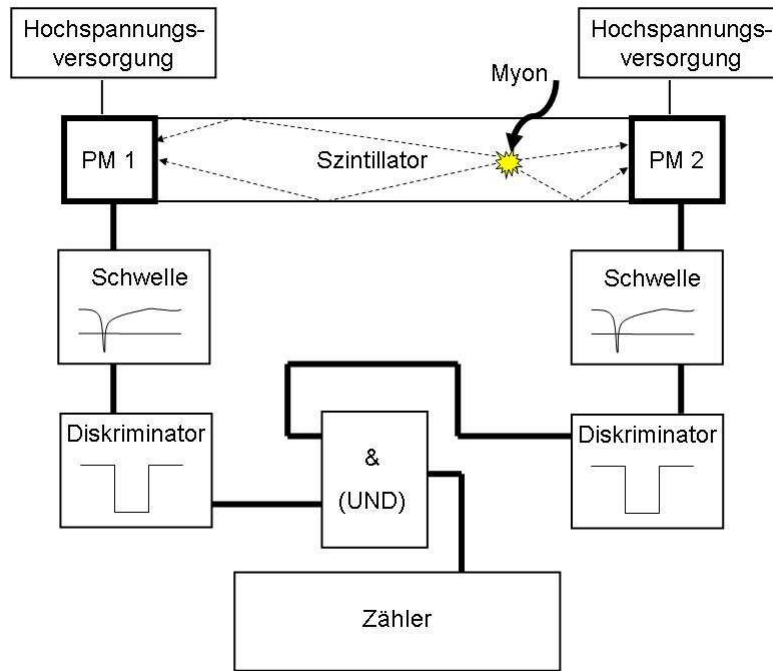 Hochspannungs-
versorgung
Hochspannungs-
versorgung
Myon
PM 1
Szintillator
PM 2
Schwelle
Schwelle
Diskriminator
&
(UND)
Diskriminator
Zähler